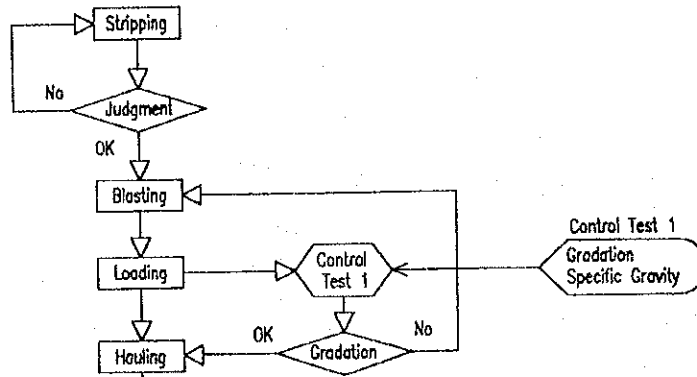 Stripping
No
Judgment
OK
Blasting
Control Test 1
Loading
Control
Test 1
Gradation
Specific Gravity
Hauling
OK
Gradation
No